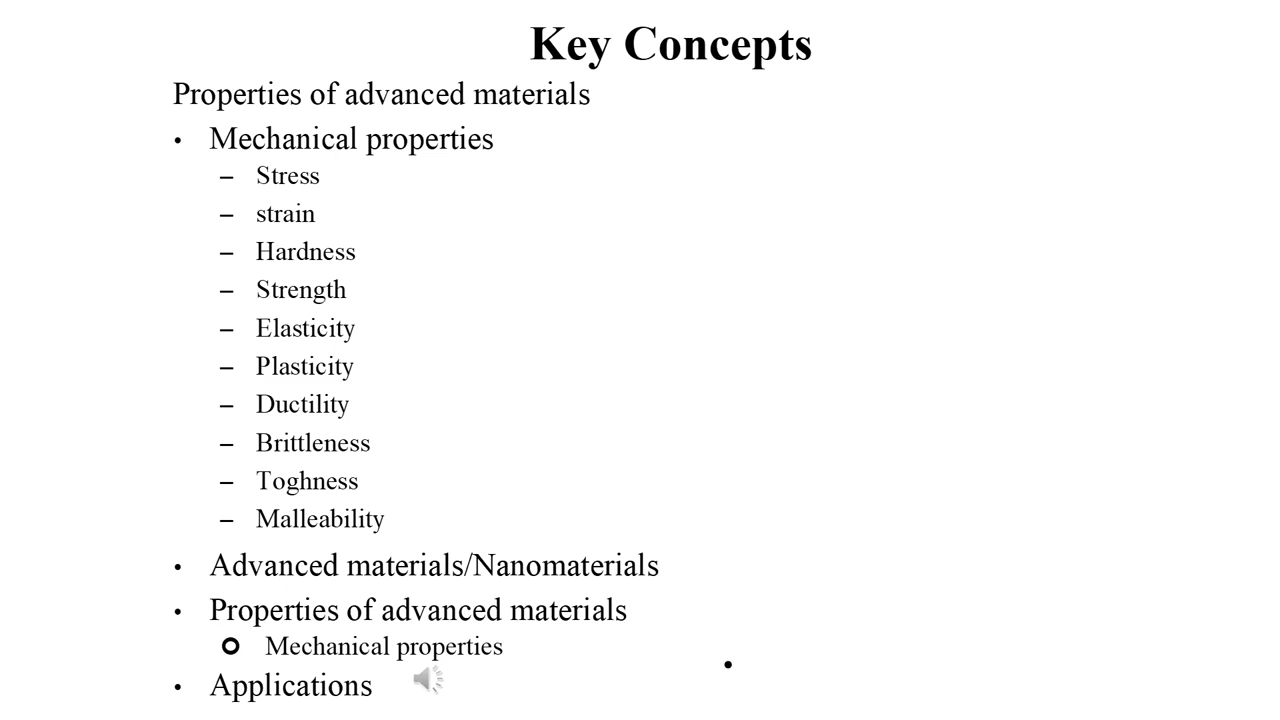 Key Concepts
Properties of advanced materials
• Mechanical properties
– Stress
– strain
– Hardness
– Strength
– Elasticity
– Plasticity
– Ductility
– Brittleness
– Toghness
– Malleability
• Advanced materials/Nanomaterials
• Properties of advanced materials
Mechanical properties
• Applications